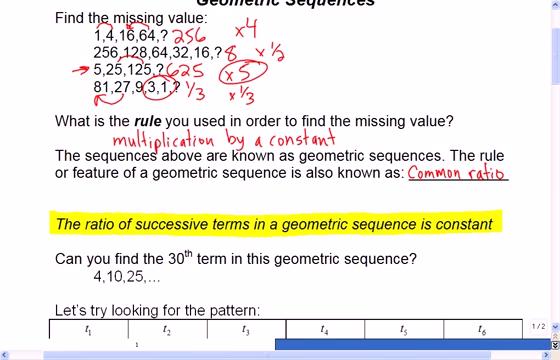 Geometric Sequences
Find the missing value:
1,4,16,64,? 256 x4
256,128,64,32,16,? 8 x 1/2
5,25,125,? 625 x5
81,27,9,3,1,? 1/3 x 1/3
What is the rule you used in order to find the missing value?
multiplication by a constant
The sequences above are known as geometric sequences. The rule
or feature of a geometric sequence is also known as: Common ratio
The ratio of successive terms in a geometric sequence is constant
Can you find the 30th term in this geometric sequence?
4,10,25,...
Let's try looking for the pattern:
t1 t2 t3 t4 t5 t6
1 / 2
1